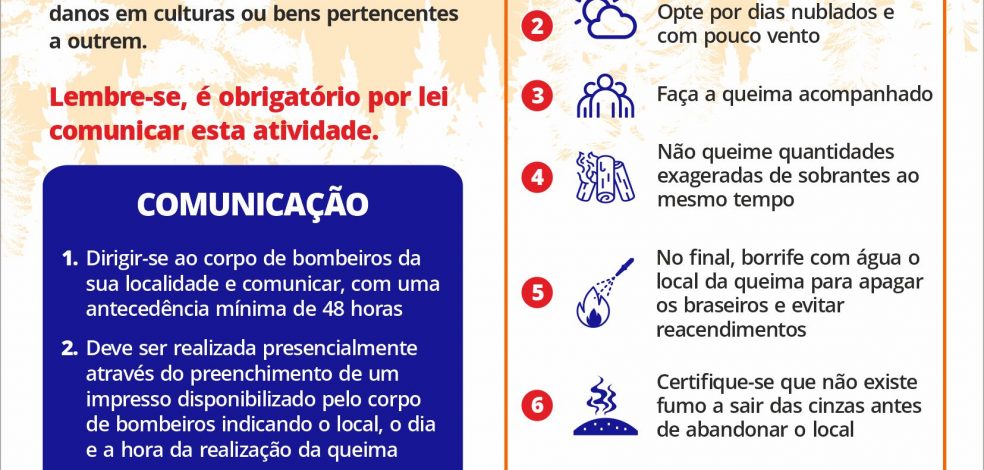 danos em culturas ou bens pertencentes
a outrem.
Lembre-se, é obrigatório por lei
comunicar esta atividade.
COMUNICAÇÃO
1. Dirigir-se ao corpo de bombeiros da
sua localidade e comunicar, com uma
antecedência mínima de 48 horas
2. Deve ser realizada presencialmente
através do preenchimento de um
impresso disponibilizado pelo corpo
de bombeiros indicando o local, o dia
e a hora da realização da queima
2 Opte por dias nublados e
com pouco vento
3 Faça a queima acompanhado
4 Não queime quantidades
exageradas de sobrantes ao
mesmo tempo
5 No final, borrife com água o
local da queima para apagar
os braseiros e evitar
reacendimentos
6 Certifique-se que não existe
fumo a sair das cinzas antes
de abandonar o local